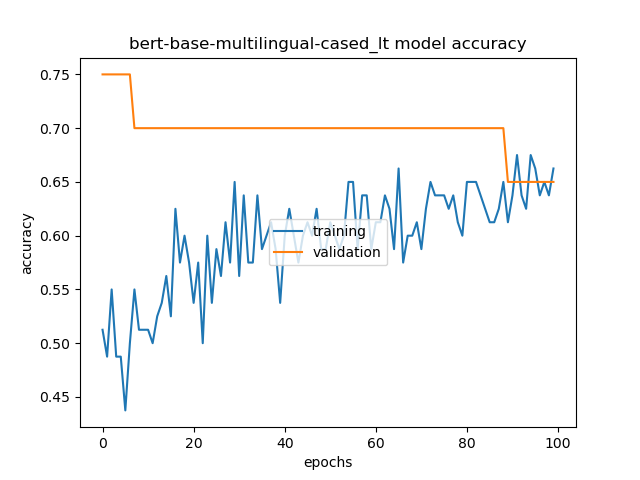 bert-base-multilingual-cased_lt model accuracy
0.75
0.70
0.65
0.60
0.55
0.50
0.45
accuracy
training
validation
0 20 40 60 80 100
epochs